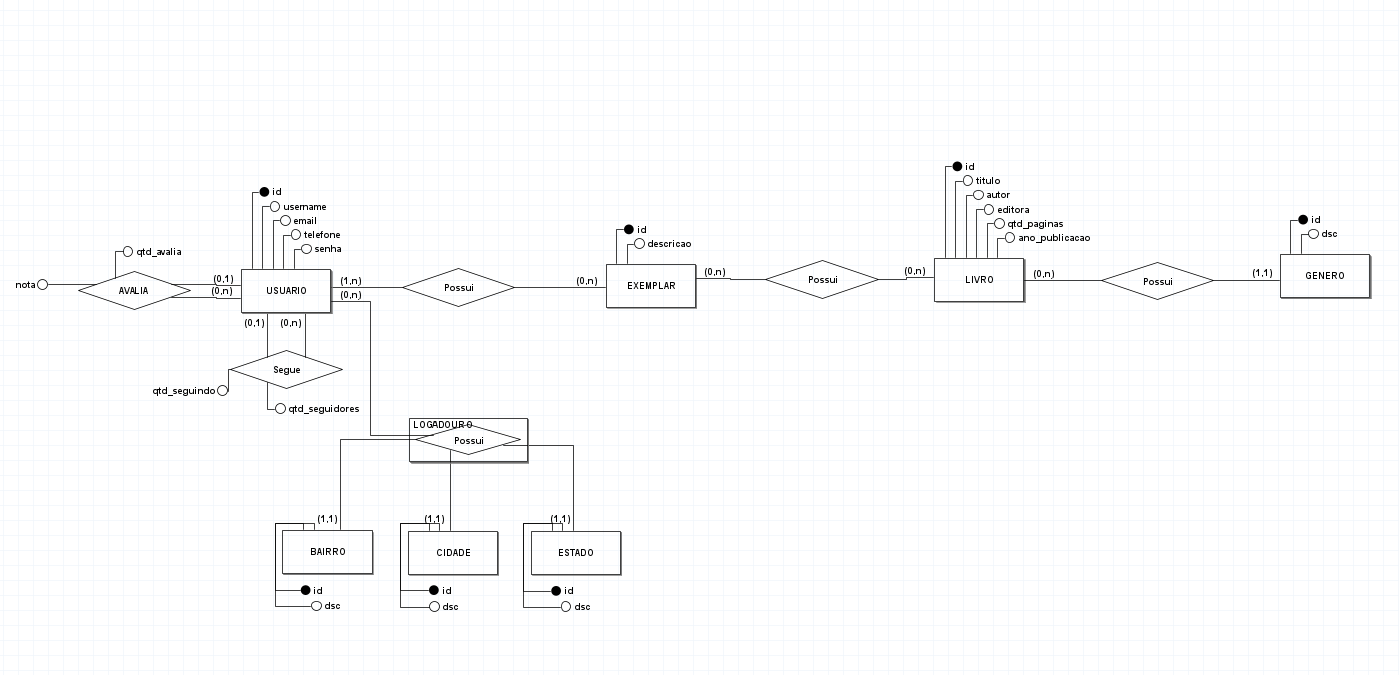 id
titulo
autor
editora
qtd_paginas
ano_publicacao
id
username
email
telefone
senha
id
descricao
id
dsc
qtd_avalia
nota
AVALIA
(0,1)
(0,n)
USUARIO
(1,n)
(0,n)
Possui
(0,n)
EXEMPLAR
(0,n)
Possui
(0,n)
LIVRO
(0,n)
Possui
(1,1)
GENERO
(0,1)
(0,n)
Segue
qtd_seguindo
qtd_seguidores
LOGADOURO
Possui
(1,1)
(1,1)
(1,1)
BAIRRO
CIDADE
ESTADO
id
dsc
id
dsc
id
dsc